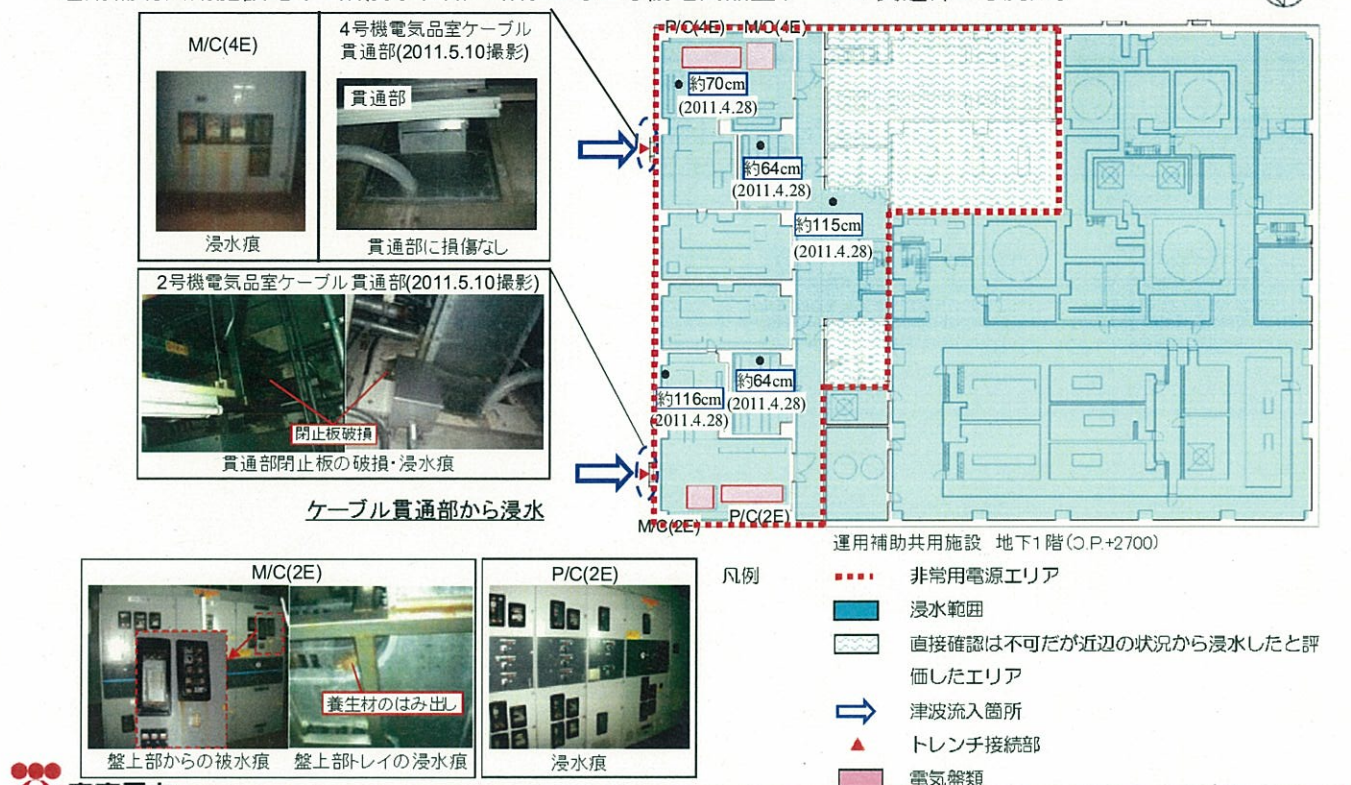 M/C(4E)
4号機電気品室ケーブル
貫通部(2011.5.10撮影)
貫通部
浸水痕
貫通部に損傷なし
2号機電気品室ケーブル貫通部(2011.5.10撮影)
閉止板破損
貫通部閉止板の破損・浸水痕
ケーブル貫通部から浸水
P/C(4E) M/C(4E)
約70cm
(2011.4.28)
約64cm
(2011.4.28)
約115cm
(2011.4.28)
約64cm
(2011.4.28)
約116cm
(2011.4.28)
M/C(2E)
P/C(2E)
運用補助共用施設 地下1階(O.P.+2700)
M/C(2E)
養生材のはみ出し
盤上部からの被水痕
盤上部トレイの浸水痕
P/C(2E)
浸水痕
凡例
非常用電源エリア
浸水範囲
直接確認は不可だが近辺の状況から浸水したと評
価したエリア
津波流入箇所
トレンチ接続部
電気盤類